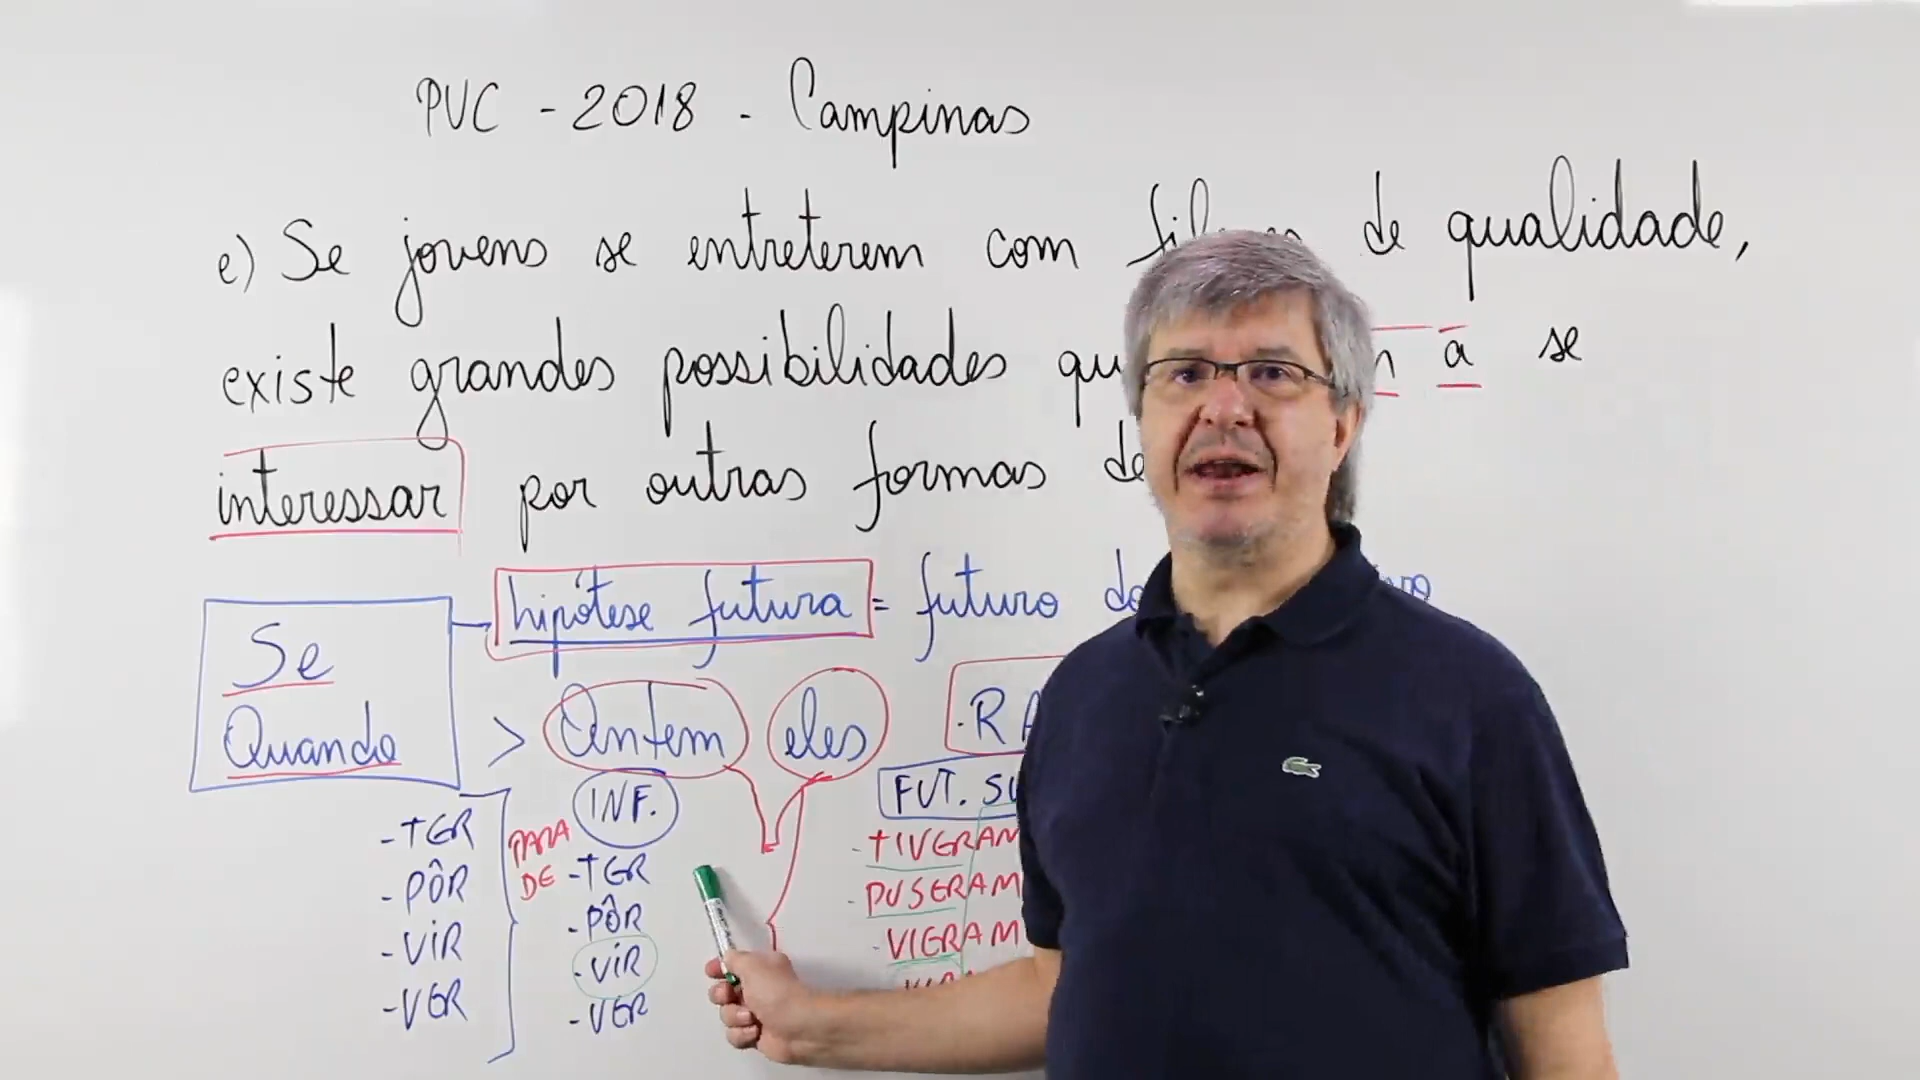 PVC - 2018 - Campinas
e) Se jovens se entreterem com de qualidade,
existe grandes possibilidades a se
interessar por outras formas
hipótese futura = futuro
Se
Quando > Ontem eles
INF. FUT.
- TER PARA DE - TER - TIVERAM
- PÔR - PÔR - PUSERAM
- VIR - VIR - VIERAM
- VER - VER